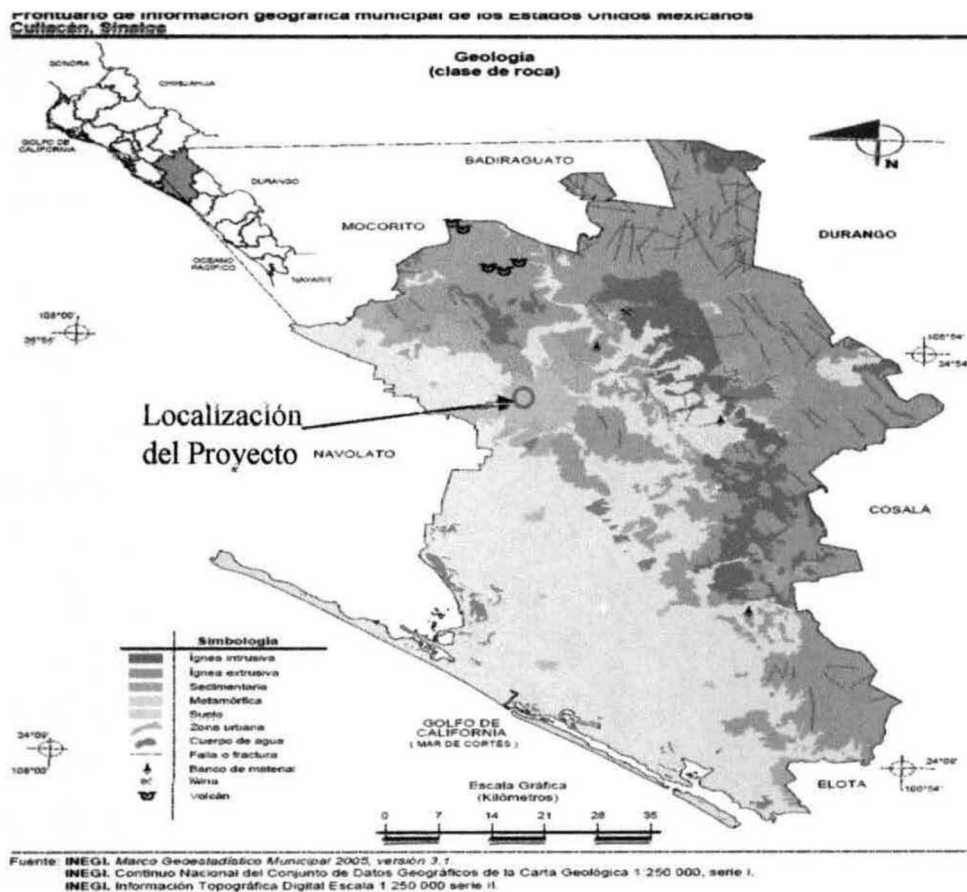 Prontuario de información geográfica municipal de los Estados Unidos Mexicanos
Culiacán, Sinaloa
Geología
(clase de roca)
SONORA
CHIHUAHUA
GOLFO DE
CALIFORNIA
DURANGO
OCEANO
PACÍFICO
NAYARIT
BADIRAGUATO
MOCORITO
DURANGO
N
108°00'
24°54'
Localización
del Proyecto
NAVOLATO
COSALÁ
Simbología
Ígnea intrusiva
Ígnea extrusiva
Sedimentaria
Metamórfica
Suelo
Zona urbana
Cuerpo de agua
Falla o fractura
Banco de material
Mina
Volcán
GOLFO DE
CALIFORNIA
( MAR DE CORTÉS )
24°09'
108°00'
24°09'
ELOTA
Escala Gráfica
(Kilómetros)
0 7 14 21 28 35
Fuente: INEGI. Marco Geoestadístico Municipal 2005, versión 3.1.
INEGI. Continuo Nacional del Conjunto de Datos Geográficos de la Carta Geológica 1:250 000, serie I.
INEGI. Información Topográfica Digital Escala 1:250 000 serie II.